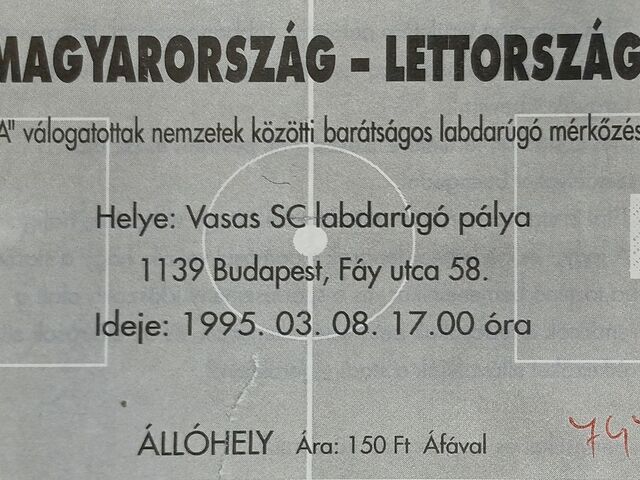 MAGYARORSZÁG - LETTORSZÁG
A" válogatottak nemzetek közötti barátságos labdarúgó mérkőzés
Helye: Vasas SC labdarúgó pálya
1139 Budapest, Fáy utca 58.
Ideje: 1995. 03. 08. 17.00 óra
ÁLLÓHELY Ára: 150 Ft Áfával